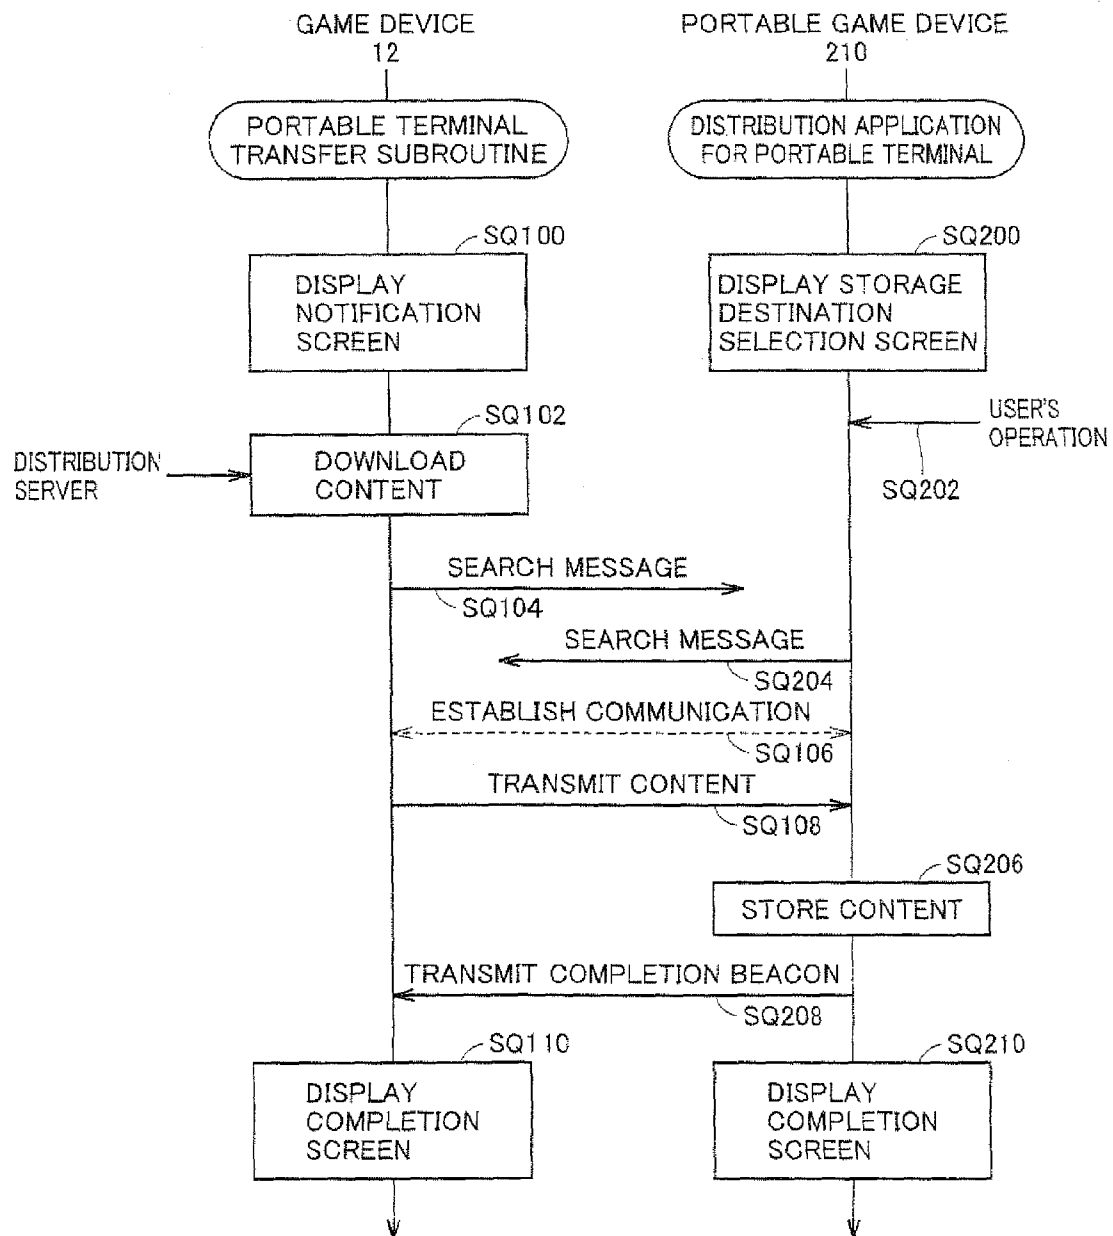 GAME DEVICE
12
PORTABLE GAME DEVICE
210
PORTABLE TERMINAL
TRANSFER SUBROUTINE
DISTRIBUTION APPLICATION
FOR PORTABLE TERMINAL
SQ100
SQ200
DISPLAY
NOTIFICATION
SCREEN
DISPLAY STORAGE
DESTINATION
SELECTION SCREEN
SQ102
USER'S
OPERATION
SQ202
DISTRIBUTION
SERVER
DOWNLOAD
CONTENT
SEARCH MESSAGE
SQ104
SEARCH MESSAGE
SQ204
ESTABLISH COMMUNICATION
SQ106
TRANSMIT CONTENT
SQ108
SQ206
STORE CONTENT
TRANSMIT COMPLETION BEACON
SQ208
SQ110
SQ210
DISPLAY
COMPLETION
SCREEN
DISPLAY
COMPLETION
SCREEN